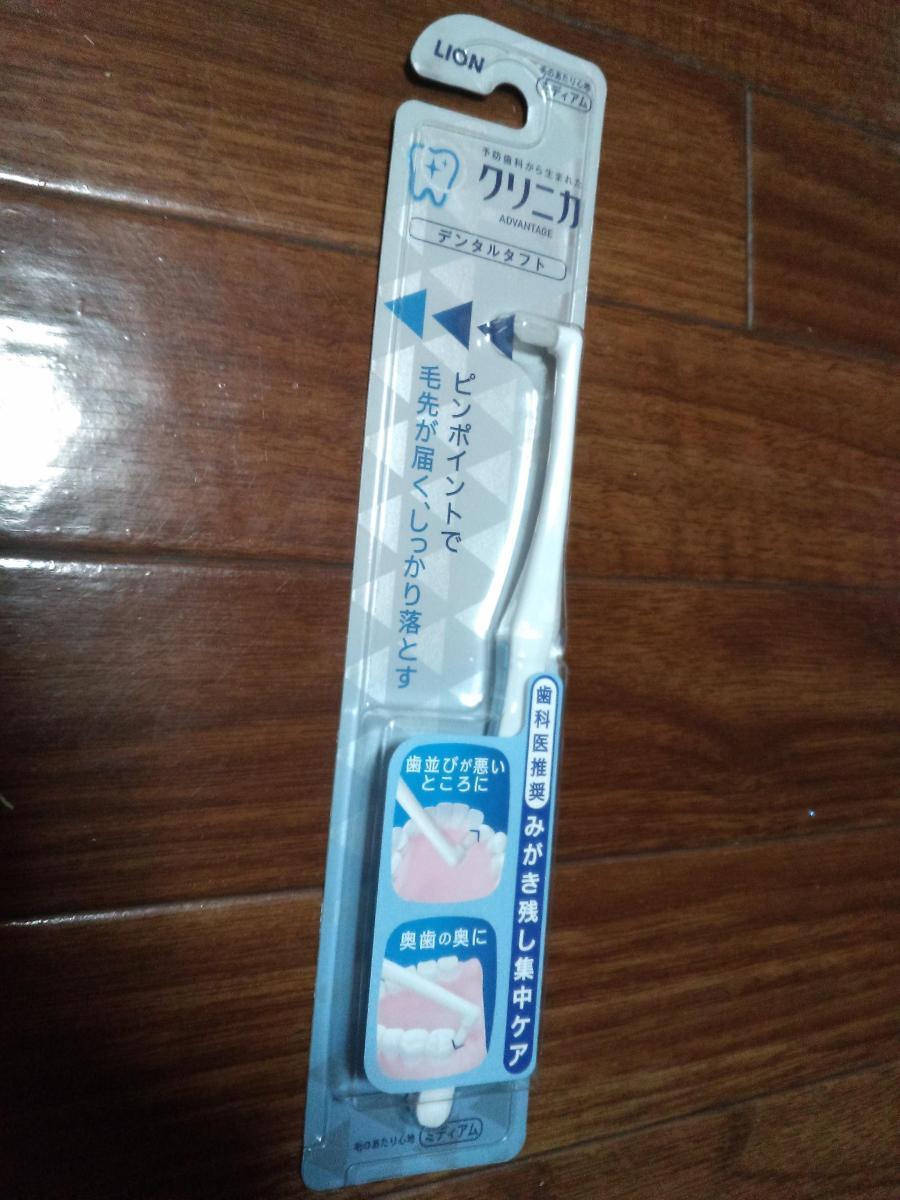 LION
毛のあたり心地
ミディアム
予防歯科から生まれた
クリニカ
ADVANTAGE
デンタルタフト
ピンポイントで
毛先が届く、しっかり落とす
歯科医推奨 みがき残し集中ケア
歯並びが悪い
ところに
奥歯の奥に
毛のあたり心地 ミディアム